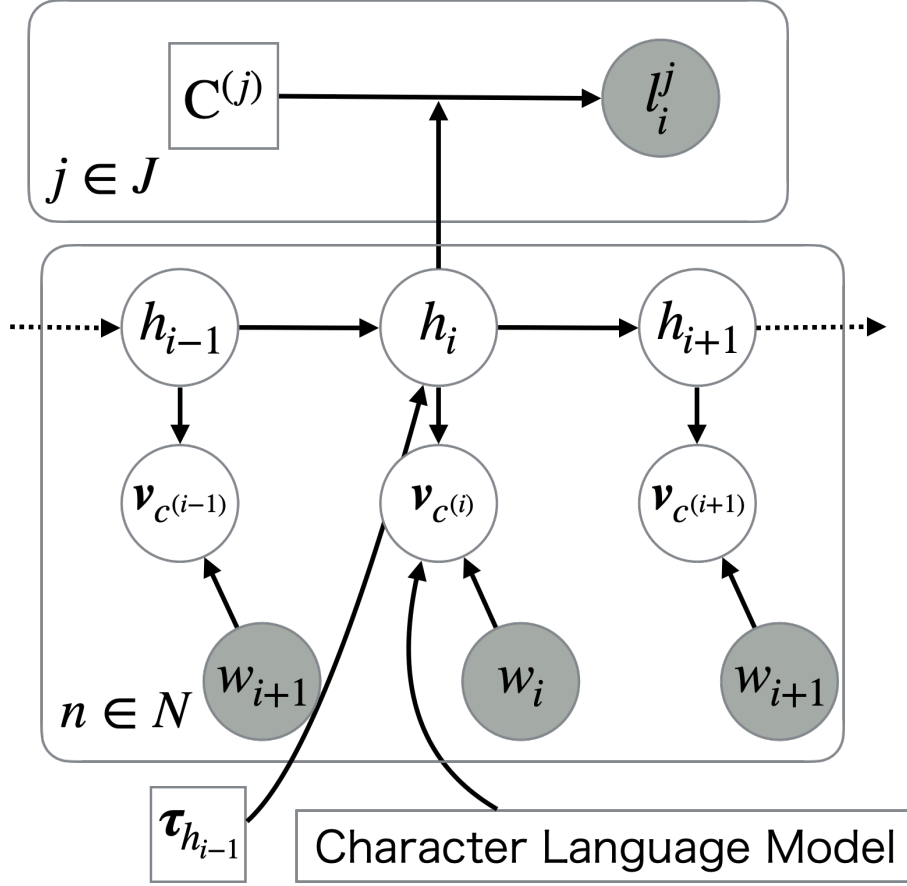 C^(j)
l_i^j
j ∈ J
h_{i−1}
h_i
h_{i+1}
v_{c^(i−1)}
v_{c^(i)}
v_{c^(i+1)}
w_{i+1}
w_i
w_{i+1}
n ∈ N
τ_{h_{i−1}}
Character Language Model